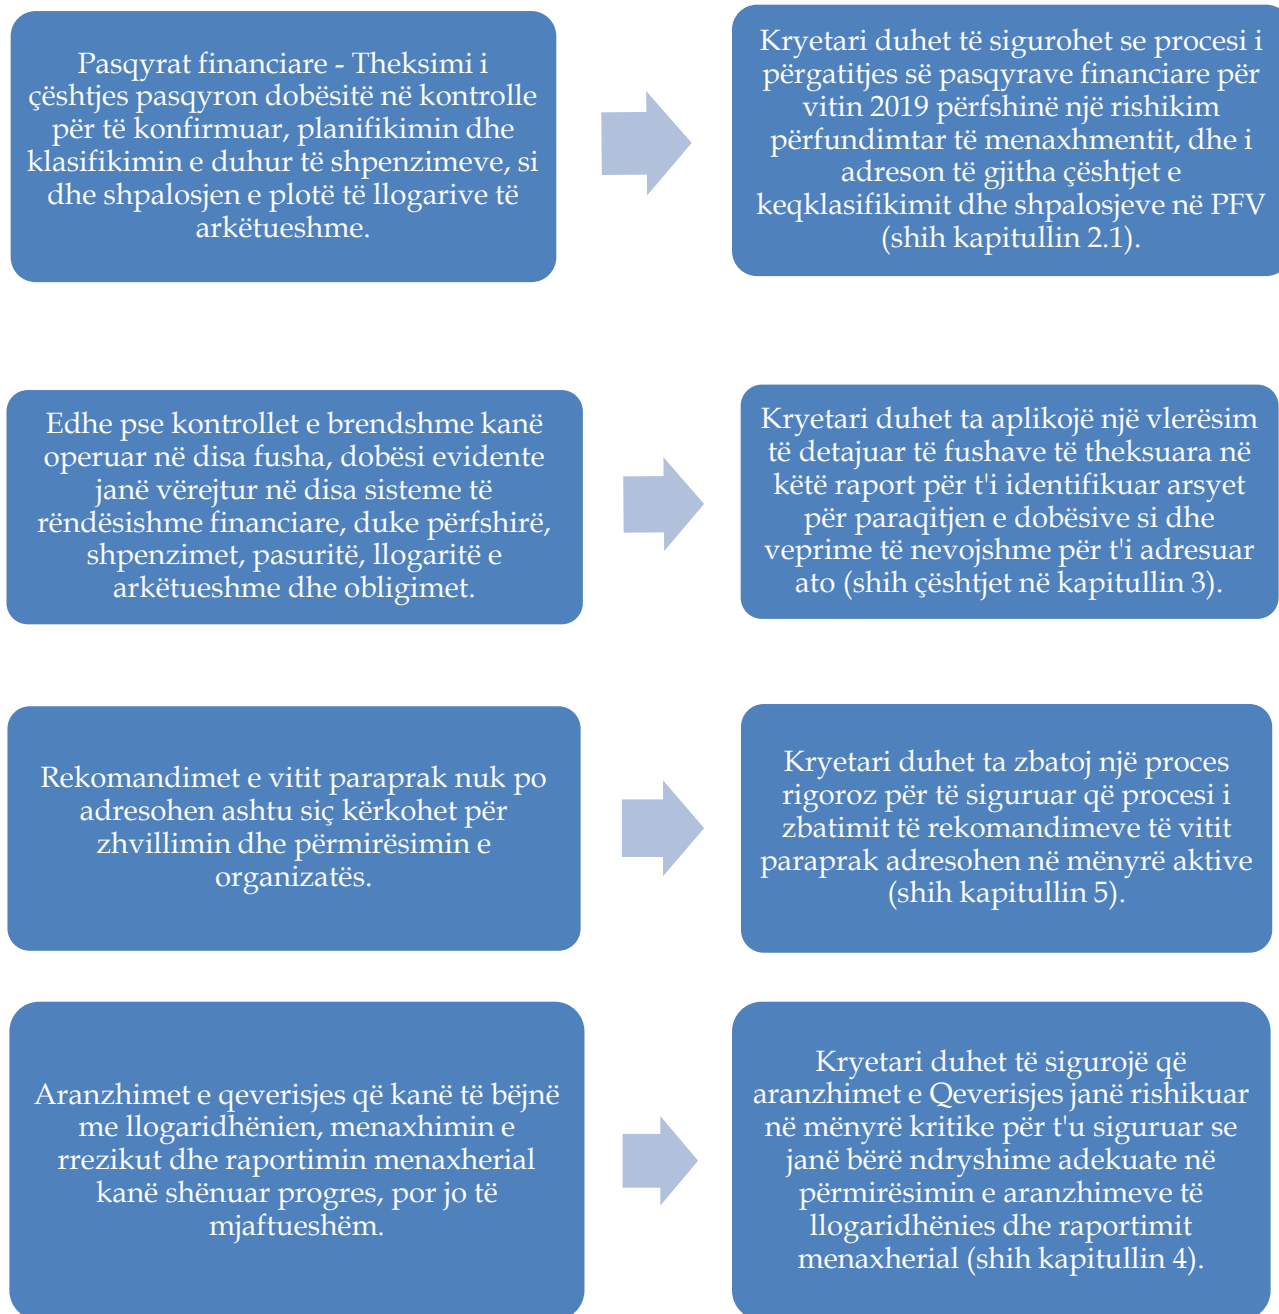 Pasqyrat financiare - Theksimi i
çështjes pasqyron dobësitë në kontrolle
për të konfirmuar, planifikimin dhe
klasifikimin e duhur të shpenzimeve, si
dhe shpalosjen e plotë të llogarive të
arkëtueshme.
Kryetari duhet të sigurohet se procesi i
përgatitjes së pasqyrave financiare për
vitin 2019 përfshinë një rishikim
përfundimtar të menaxhmentit, dhe i
adreson të gjitha çështjet e
keqklasifikimit dhe shpalosjeve në PFV
(shih kapitullin 2.1).
Edhe pse kontrollet e brendshme kanë
operuar në disa fusha, dobësi evidente
janë vërejtur në disa sisteme të
rëndësishme financiare, duke përfshirë,
shpenzimet, pasuritë, llogaritë e
arkëtueshme dhe obligimet.
Kryetari duhet ta aplikojë një vlerësim
të detajuar të fushave të theksuara në
këtë raport për t'i identifikuar arsyet
për paraqitjen e dobësive si dhe
veprime të nevojshme për t'i adresuar
ato (shih çështjet në kapitullin 3).
Rekomandimet e vitit paraprak nuk po
adresohen ashtu siç kërkohet për
zhvillimin dhe përmirësimin e
organizatës.
Kryetari duhet ta zbatoj një proces
rigoroz për të siguruar që procesi i
zbatimit të rekomandimeve të vitit
paraprak adresohen në mënyrë aktive
(shih kapitullin 5).
Aranzhimet e qeverisjes që kanë të bëjnë
me llogaridhënien, menaxhimin e
rrezikut dhe raportimin menaxherial
kanë shënuar progres, por jo të
mjaftueshëm.
Kryetari duhet të sigurojë që
aranzhimet e Qeverisjes janë rishikuar
në mënyrë kritike për t'u siguruar se
janë bërë ndryshime adekuate në
përmirësimin e aranzhimeve të
llogaridhënies dhe raportimit
menaxherial (shih kapitullin 4).